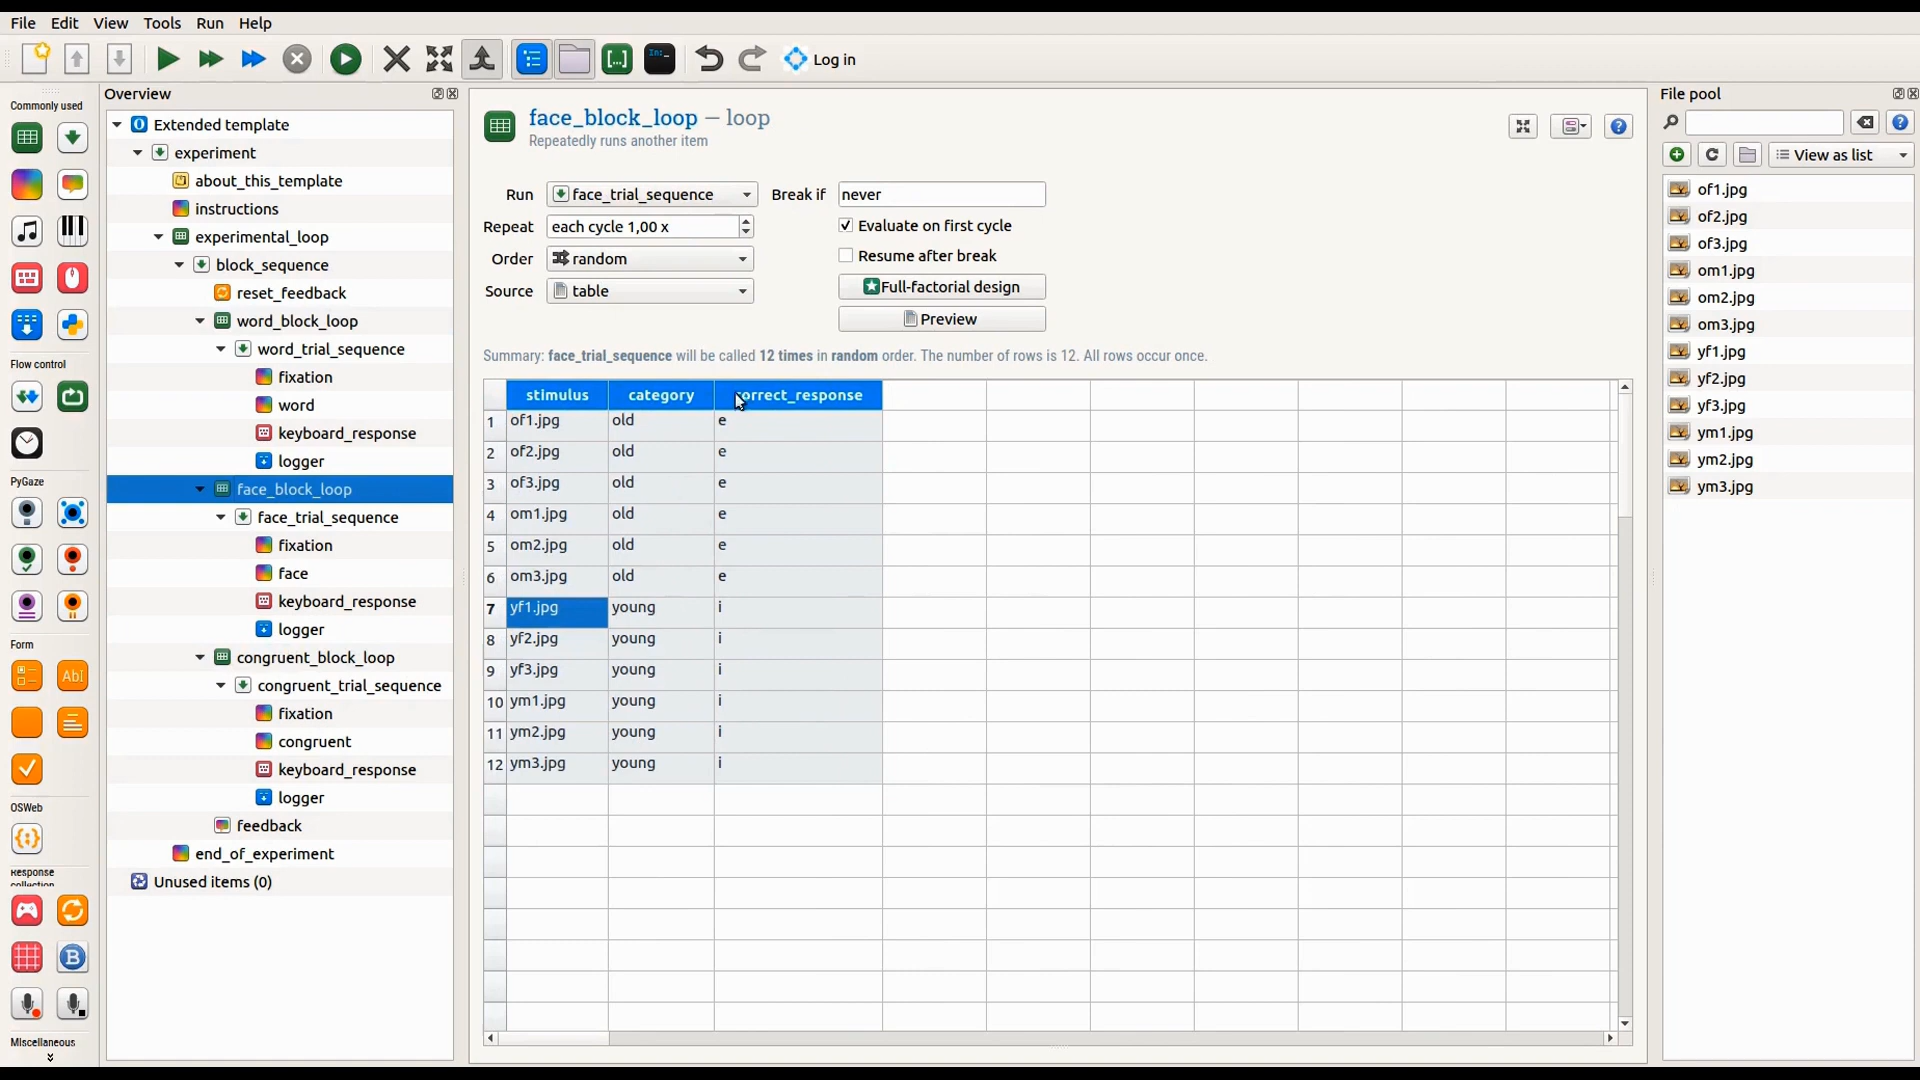 File Edit View Tools Run Help
Log in
Commonly used
Flow control
PyGaze
Form
AbI
OSWeb
Response
Miscellaneous
Overview
Extended template
experiment
about_this_template
instructions
experimental_loop
block_sequence
reset_feedback
word_block_loop
word_trial_sequence
fixation
word
keyboard_response
logger
face_block_loop
face_trial_sequence
fixation
face
keyboard_response
logger
congruent_block_loop
congruent_trial_sequence
fixation
congruent
keyboard_response
logger
feedback
end_of_experiment
Unused items (0)
face_block_loop — loop
Repeatedly runs another item
Run face_trial_sequence Break if never
Repeat each cycle 1,00 x Evaluate on first cycle
Order random Resume after break
Source table Full-factorial design
Preview
Summary: face_trial_sequence will be called 12 times in random order. The number of rows is 12. All rows occur once.
stimulus category correct_response
1 of1.jpg old e
2 of2.jpg old e
3 of3.jpg old e
4 om1.jpg old e
5 om2.jpg old e
6 om3.jpg old e
7 yf1.jpg young i
8 yf2.jpg young i
9 yf3.jpg young i
10 ym1.jpg young i
11 ym2.jpg young i
12 ym3.jpg young i
File pool
View as list
of1.jpg
of2.jpg
of3.jpg
om1.jpg
om2.jpg
om3.jpg
yf1.jpg
yf2.jpg
yf3.jpg
ym1.jpg
ym2.jpg
ym3.jpg